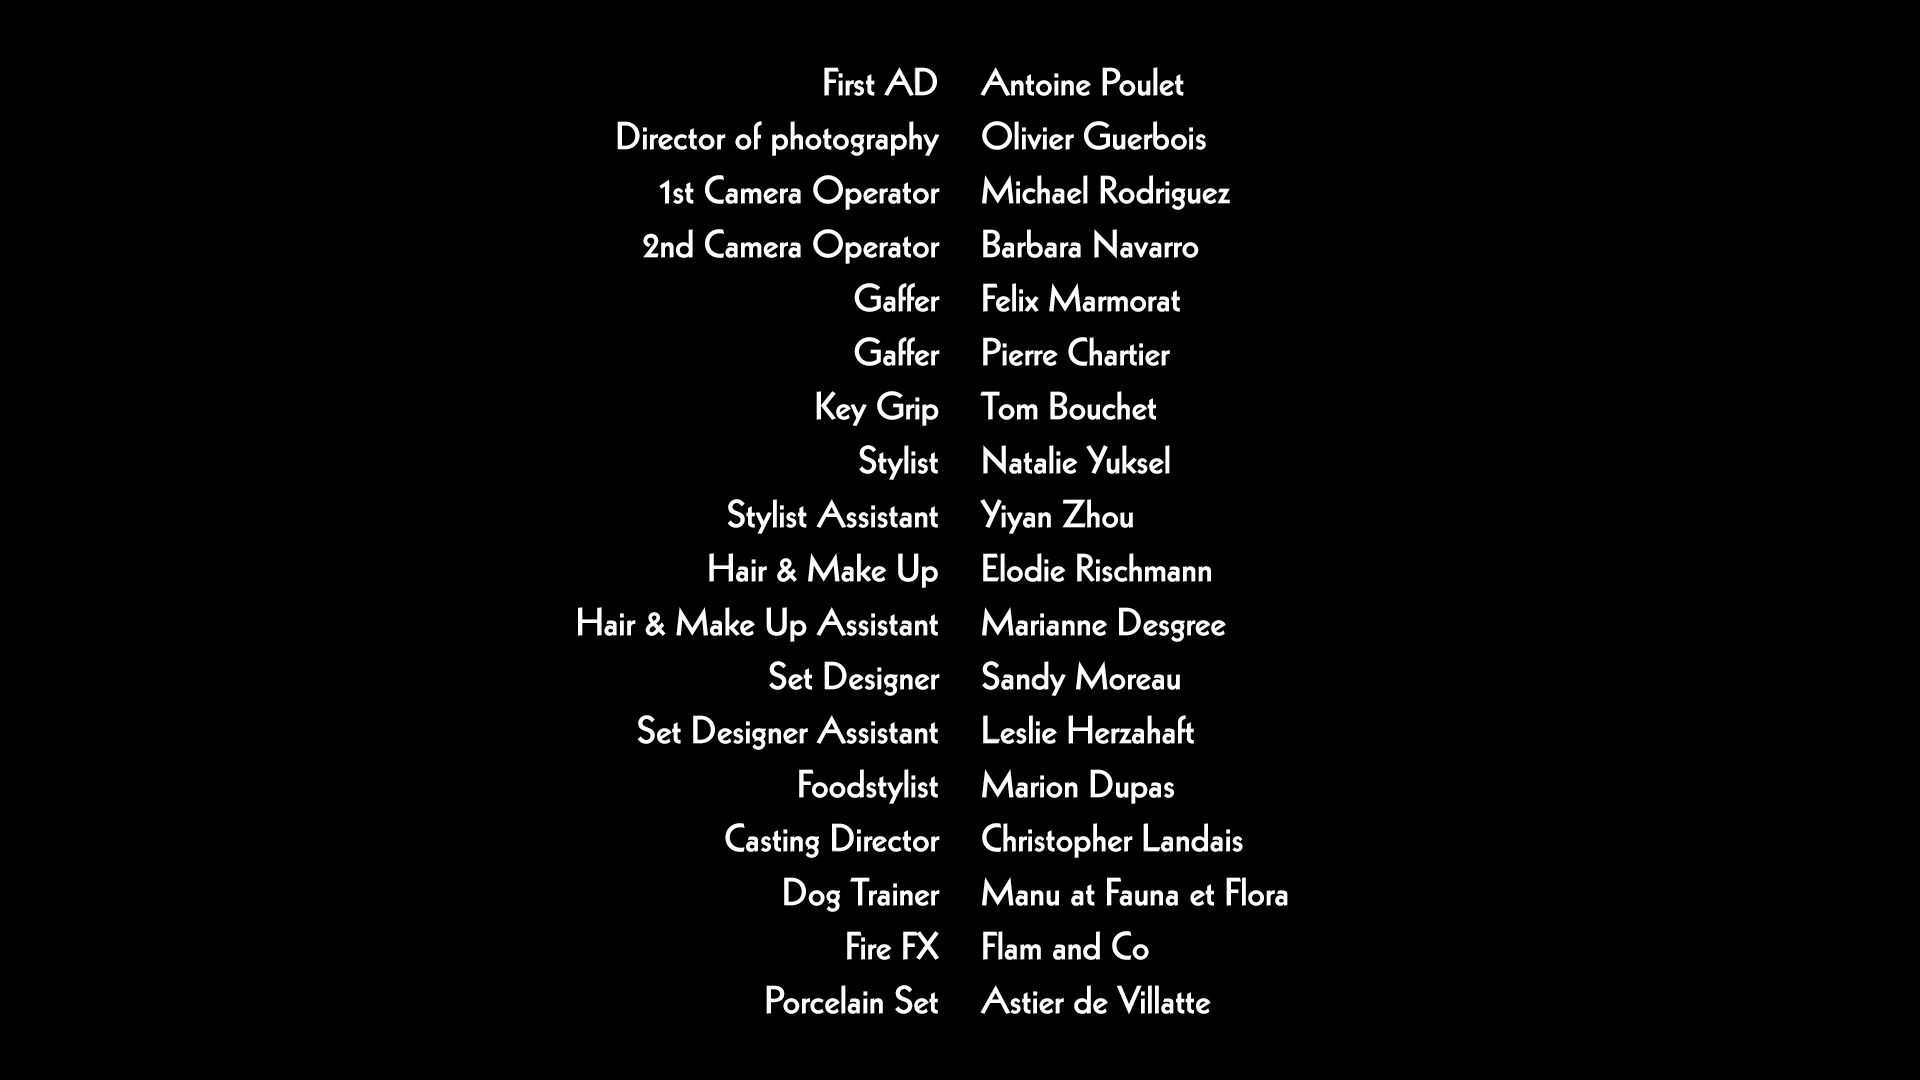 First AD Antoine Poulet
Director of photography Olivier Guerbois
1st Camera Operator Michael Rodriguez
2nd Camera Operator Barbara Navarro
Gaffer Felix Marmorat
Gaffer Pierre Chartier
Key Grip Tom Bouchet
Stylist Natalie Yuksel
Stylist Assistant Yiyan Zhou
Hair & Make Up Elodie Rischmann
Hair & Make Up Assistant Marianne Desgree
Set Designer Sandy Moreau
Set Designer Assistant Leslie Herzahaft
Foodstylist Marion Dupas
Casting Director Christopher Landais
Dog Trainer Manu at Fauna et Flora
Fire FX Flam and Co
Porcelain Set Astier de Villatte